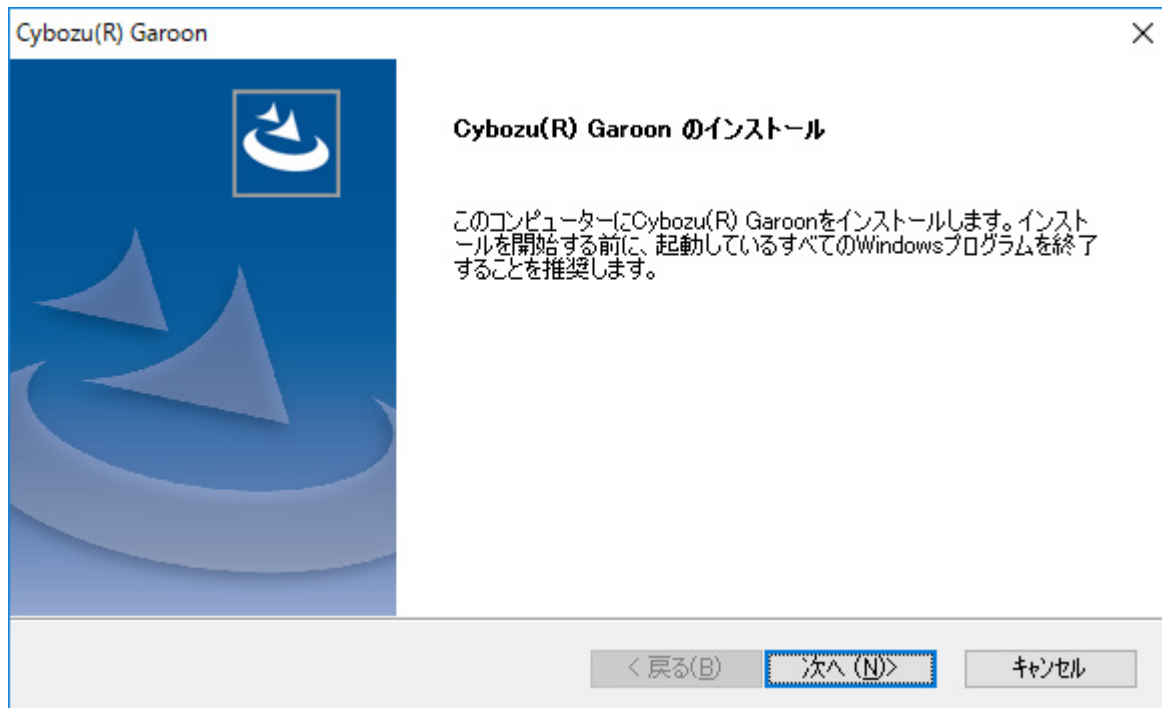 Cybozu(R) Garoon
Cybozu(R) Garoon のインストール
このコンピューターにCybozu(R) Garoonをインストールします。インスト
ールを開始する前に、起動しているすべてのWindowsプログラムを終了
することを推奨します。
< 戻る(B)
次へ (N)>
キャンセル